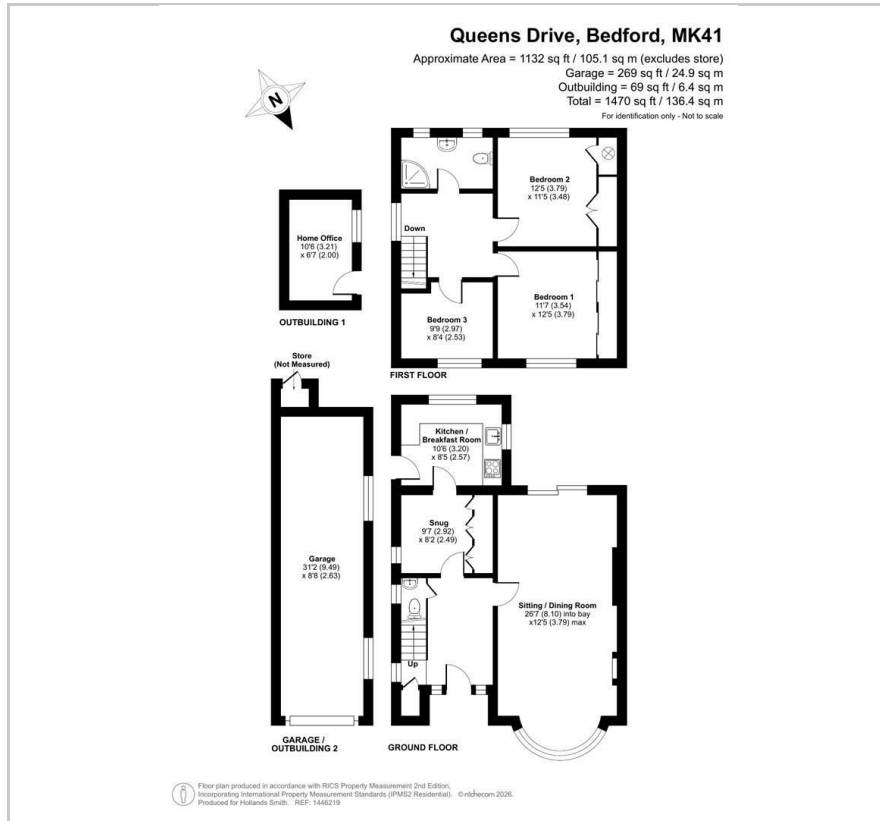 Queens Drive, Bedford, MK41
Approximate Area = 1132 sq ft / 105.1 sq m (excludes store)
Garage = 269 sq ft / 24.9 sq m
Outbuilding = 69 sq ft / 6.4 sq m
Total = 1470 sq ft / 136.4 sq m
For identification only - Not to scale
N
Bedroom 2
12'5 (3.79)
x 11'5 (3.48)
Down
Home Office
10'6 (3.21)
x 6'7 (2.00)
OUTBUILDING 1
Bedroom 1
11'7 (3.54)
x 12'5 (3.79)
Bedroom 3
9'9 (2.97)
x 8'4 (2.53)
FIRST FLOOR
Store
(Not Measured)
Kitchen /
Breakfast Room
10'6 (3.20)
x 8'5 (2.57)
Snug
9'7 (2.92)
x 8'2 (2.49)
Garage
31'2 (9.49)
x 8'8 (2.63)
Sitting / Dining Room
26'7 (8.10) into bay
x12'5 (3.79) max
Up
GARAGE /
OUTBUILDING 2
GROUND FLOOR
Floor plan produced in accordance with RICS Property Measurement 2nd Edition,
Incorporating International Property Measurement Standards (IPMS2 Residential). © ntchecom 2026.
Produced for Hollands Smith. REF: 1446219